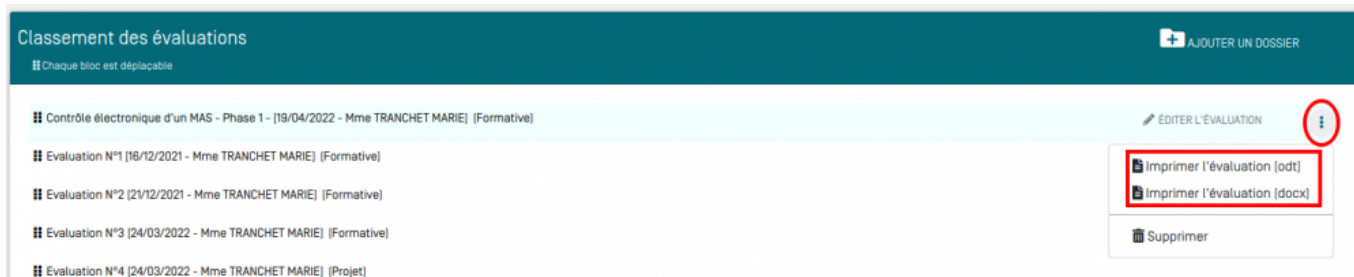 Classement des évaluations
AJOUTER UN DOSSIER
Chaque bloc est déplaçable
Contrôle électronique d'un MAS - Phase 1 - [19/04/2022 - Mme TRANCHET MARIE] [Formative]
ÉDITER L'ÉVALUATION
Evaluation N°1 [16/12/2021 - Mme TRANCHET MARIE] [Formative]
Imprimer l'évaluation [odt]
Evaluation N°2 [21/12/2021 - Mme TRANCHET MARIE] [Formative]
Imprimer l'évaluation [docx]
Evaluation N°3 [24/03/2022 - Mme TRANCHET MARIE] [Formative]
Supprimer
Evaluation N°4 [24/03/2022 - Mme TRANCHET MARIE] [Projet]